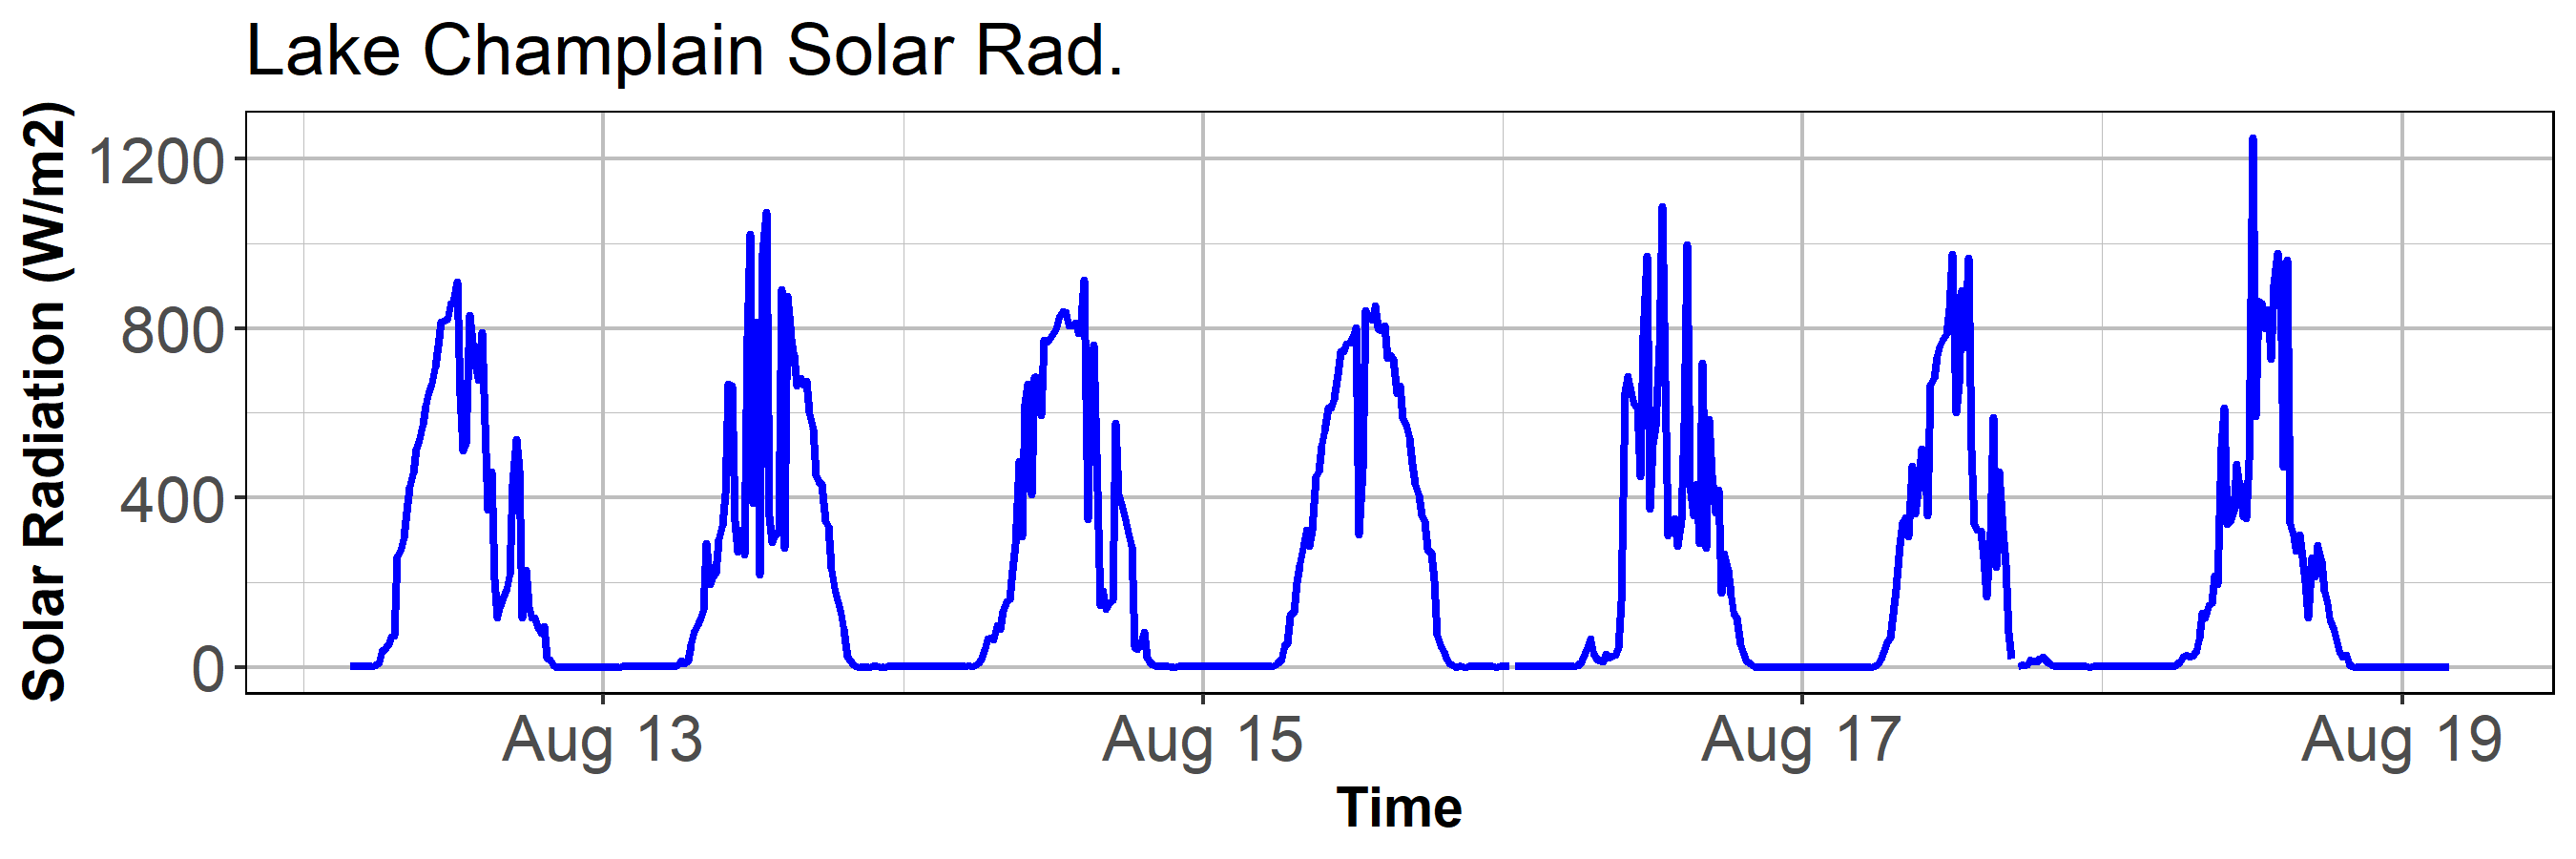 Lake Champlain Solar Rad.
Solar Radiation (W/m2)
1200
800
400
0
Aug 13 Aug 15 Aug 17 Aug 19
Time